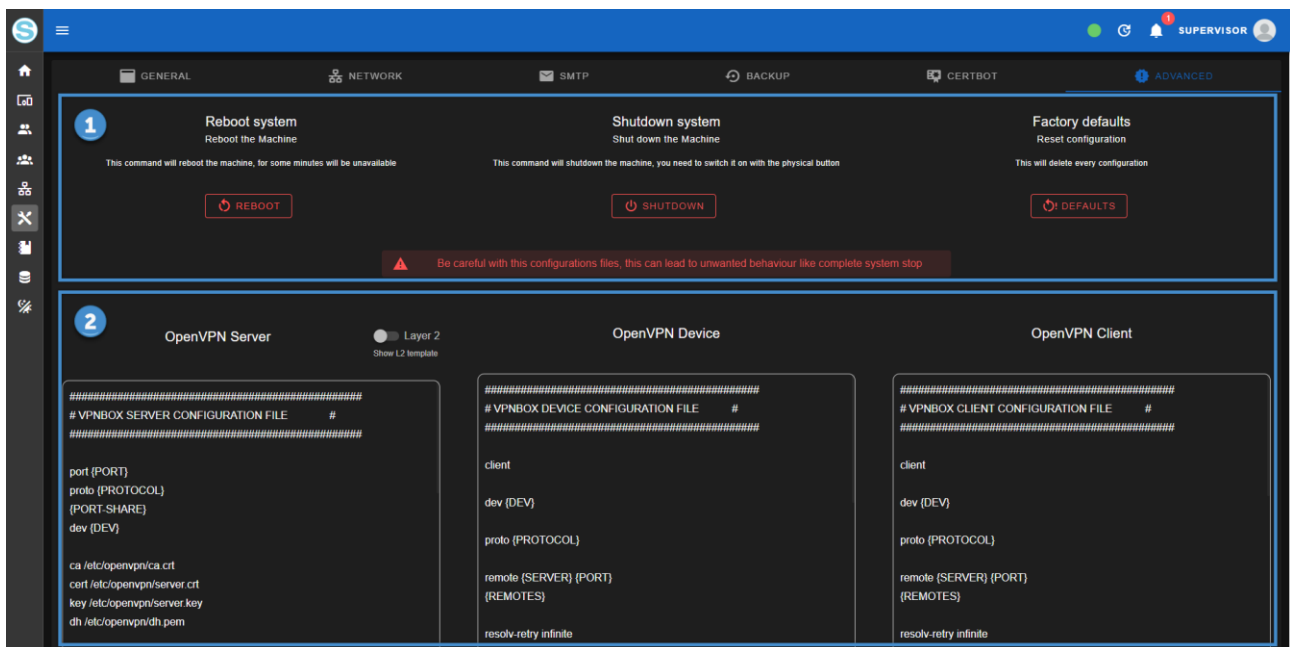 S
1
SUPERVISOR
GENERAL
NETWORK
SMTP
BACKUP
CERTBOT
ADVANCED
1
Reboot system
Reboot the Machine
This command will reboot the machine, for some minutes will be unavailable
REBOOT
Shutdown system
Shut down the Machine
This command will shutdown the machine, you need to switch it on with the physical button
SHUTDOWN
Factory defaults
Reset configuration
This will delete every configuration
DEFAULTS
Be careful with this configurations files, this can lead to unwanted behaviour like complete system stop
2
OpenVPN Server
Layer 2
Show L2 template
##################################################
# VPNBOX SERVER CONFIGURATION FILE #
##################################################
port {PORT}
proto {PROTOCOL}
{PORT-SHARE}
dev {DEV}
ca /etc/openvpn/ca.crt
cert /etc/openvpn/server.crt
key /etc/openvpn/server.key
dh /etc/openvpn/dh.pem
OpenVPN Device
###############################################
# VPNBOX DEVICE CONFIGURATION FILE #
###############################################
client
dev {DEV}
proto {PROTOCOL}
remote {SERVER} {PORT}
{REMOTES}
resolv-retry infinite
OpenVPN Client
###############################################
# VPNBOX CLIENT CONFIGURATION FILE #
###############################################
client
dev {DEV}
proto {PROTOCOL}
remote {SERVER} {PORT}
{REMOTES}
resolv-retry infinite